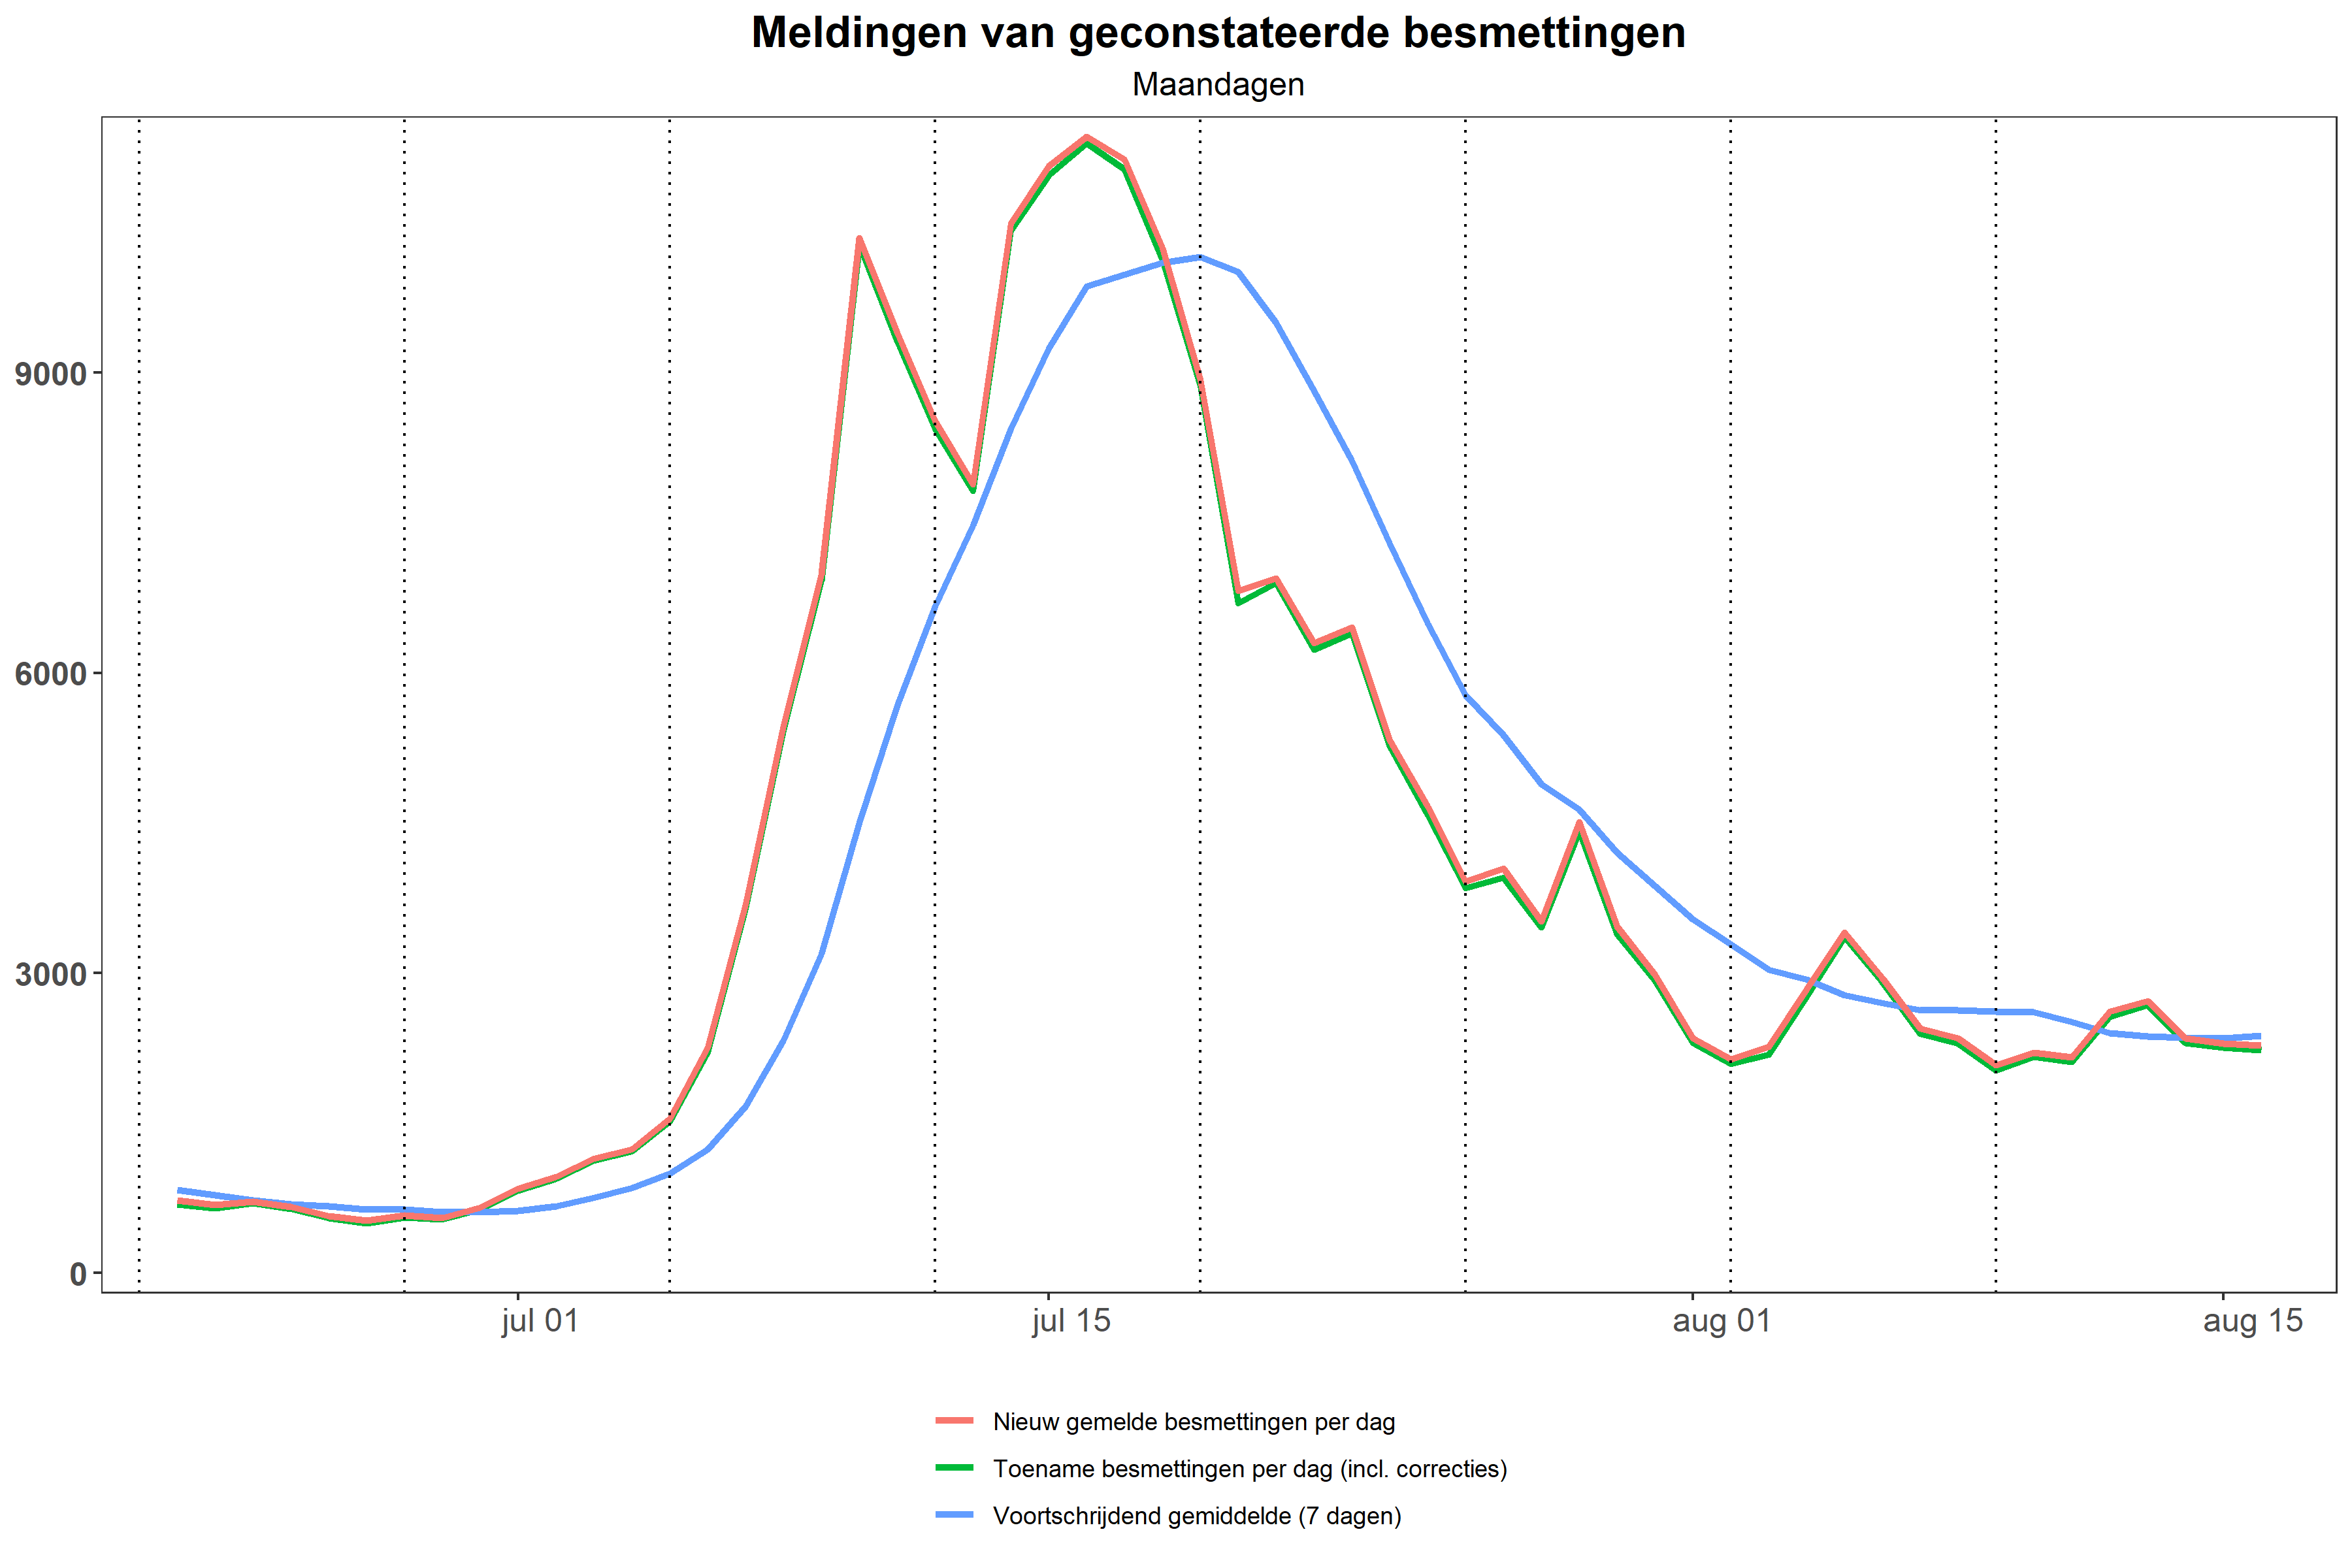 Meldingen van geconstateerde besmettingen
Maandagen
9000
6000
3000
0
jul 01
jul 15
aug 01
aug 15
Nieuw gemelde besmettingen per dag
Toename besmettingen per dag (incl. correcties)
Voortschrijdend gemiddelde (7 dagen)